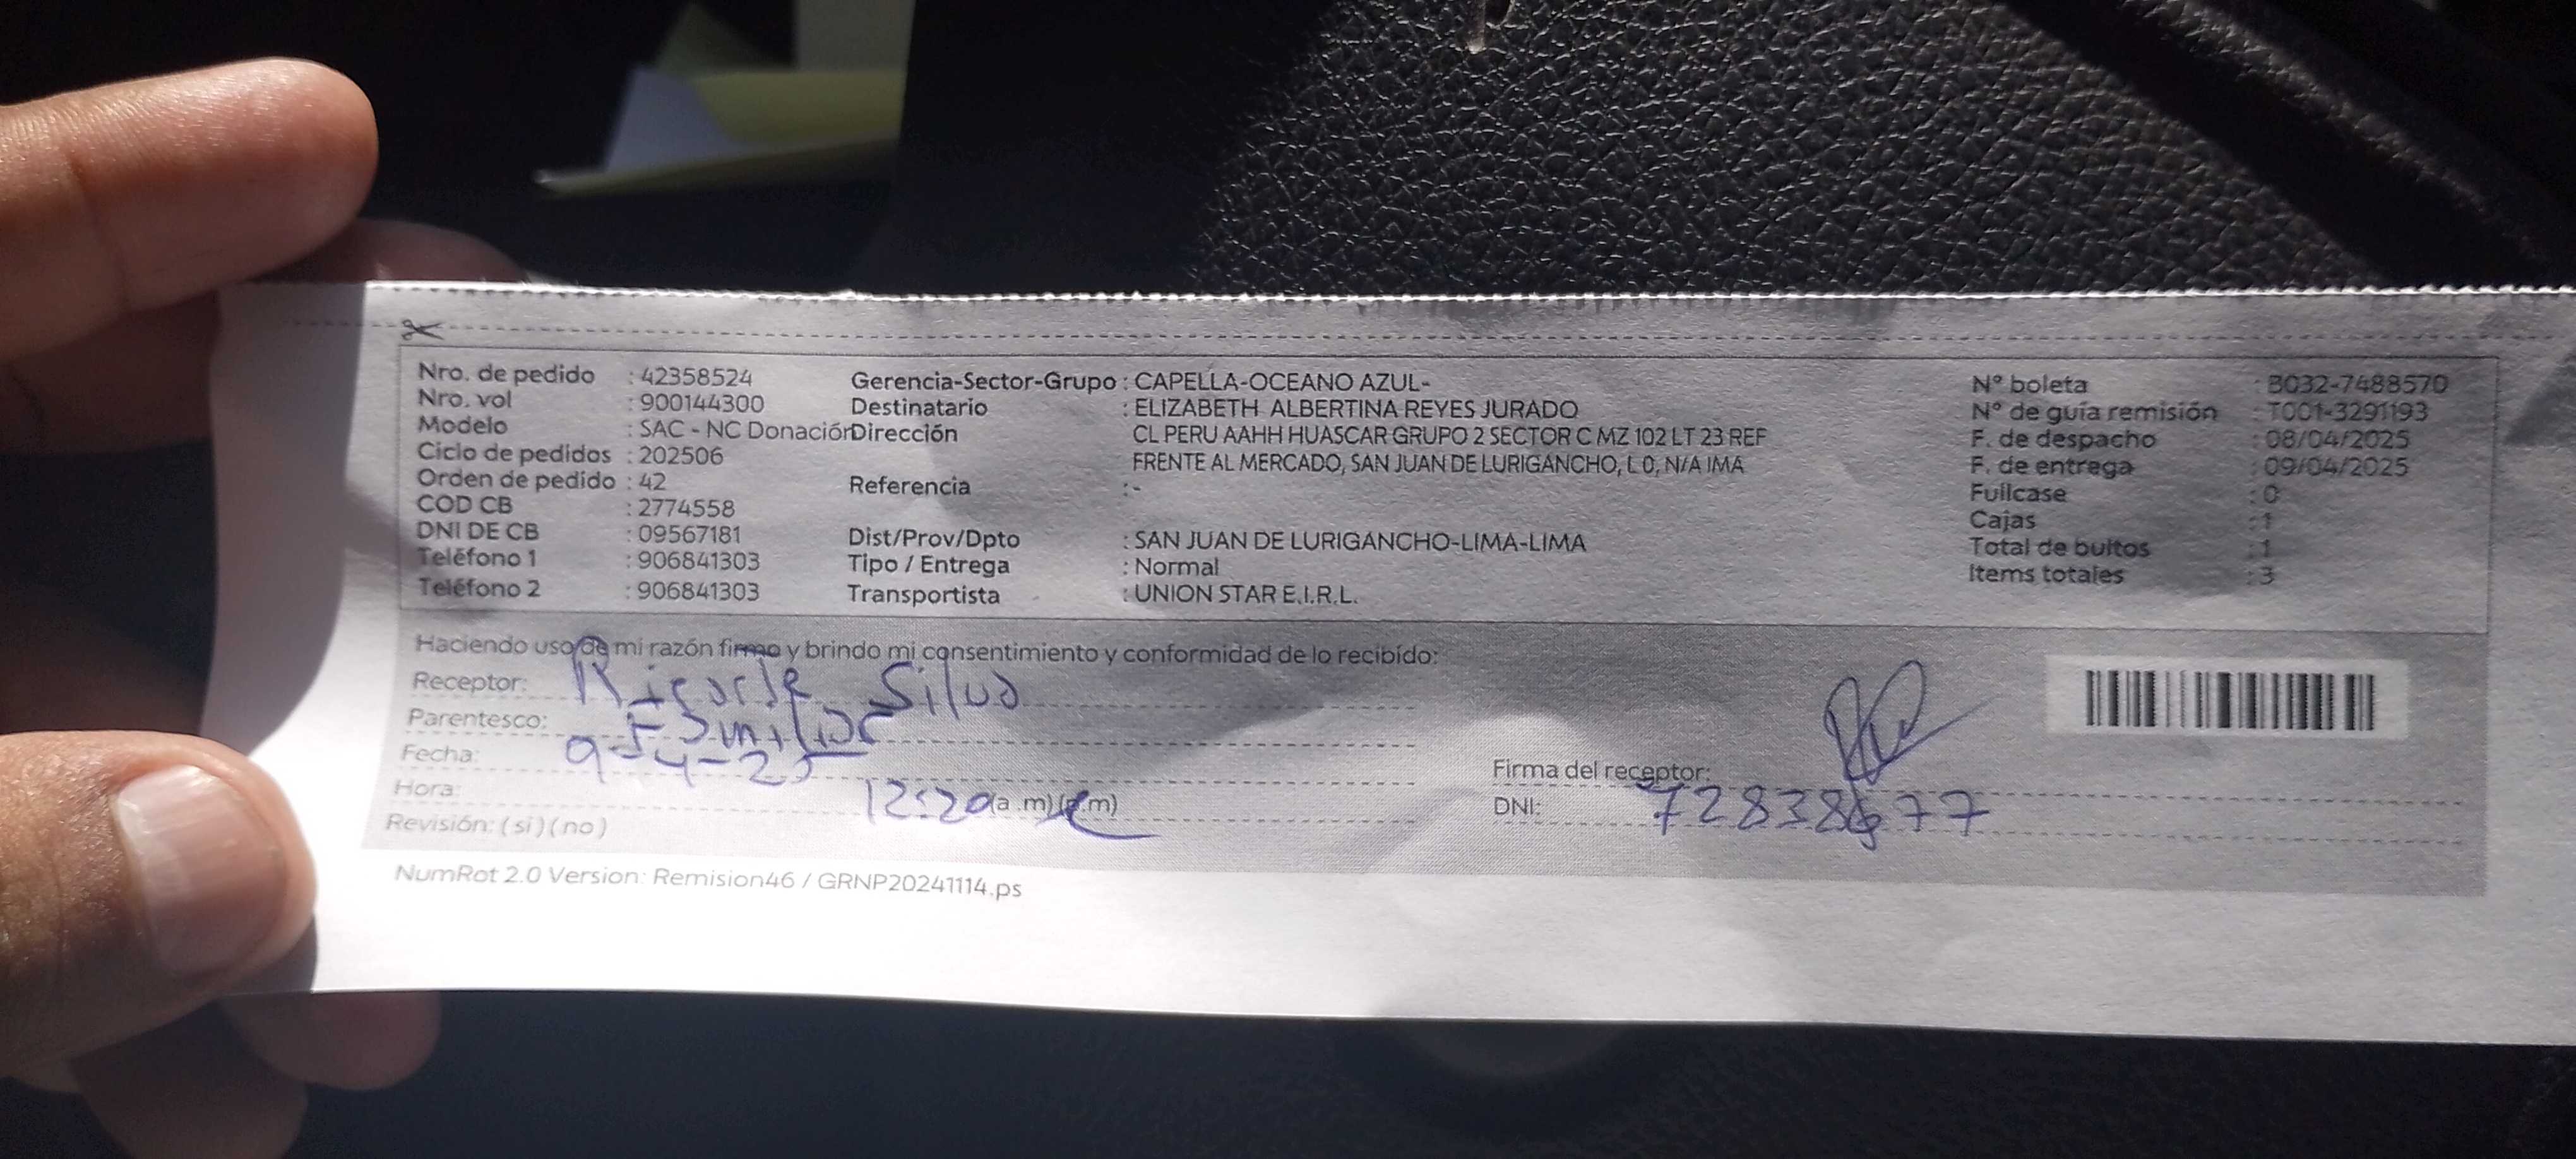 Nro. de pedido : 42358524
Nro. vol : 900144300
Modelo : SAC - NC Donación
Ciclo de pedidos : 202506
Orden de pedido : 42
COD CB : 2774558
DNI DE CB : 09567181
Teléfono 1 : 906841303
Teléfono 2 : 906841303
Gerencia-Sector-Grupo : CAPELLA-OCEANO AZUL-
Destinatario : ELIZABETH ALBERTINA REYES JURADO
Dirección CL PERU AAHH HUASCAR GRUPO 2 SECTOR C MZ 102 LT 23 REF
FRENTE AL MERCADO, SAN JUAN DE LURIGANCHO, L 0, N/A IMA
Referencia :-
Dist/Prov/Dpto : SAN JUAN DE LURIGANCHO-LIMA-LIMA
Tipo / Entrega : Normal
Transportista : UNION STAR E.I.R.L.
N° boleta : B032-7488570
N° de guía remisión : T001-3291193
F. de despacho : 08/04/2025
F. de entrega : 09/04/2025
Fullcase : 0
Cajas : 1
Total de bultos : 1
Items totales : 3
Haciendo uso de mi razón firmo y brindo mi consentimiento y conformidad de lo recibido:
Receptor: Silva
Parentesco: Familiar
Fecha: 9-4-25
Hora: 12:20 (a .m) (p.m)
Revisión: ( si ) ( no )
Firma del receptor:
DNI:
NumRot 2.0 Version: Remision46 / GRNP20241114.ps